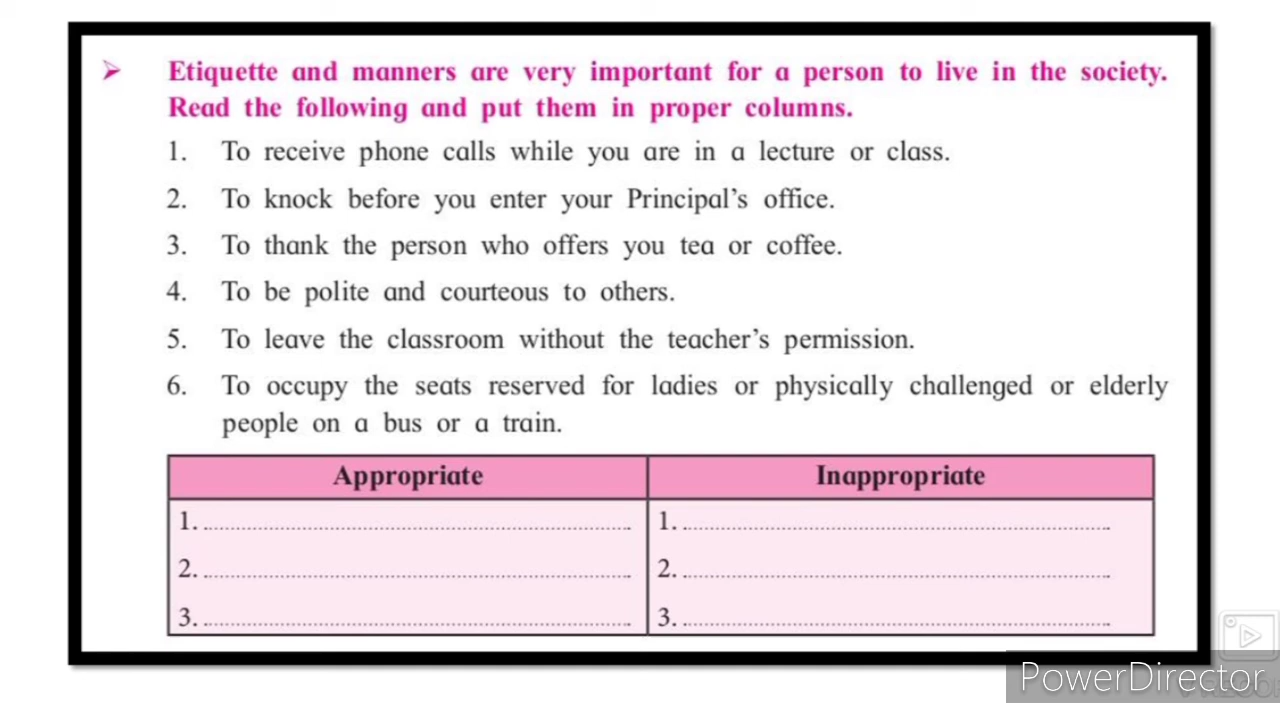 ➢ Etiquette and manners are very important for a person to live in the society.
Read the following and put them in proper columns.
1. To receive phone calls while you are in a lecture or class.
2. To knock before you enter your Principal's office.
3. To thank the person who offers you tea or coffee.
4. To be polite and courteous to others.
5. To leave the classroom without the teacher's permission.
6. To occupy the seats reserved for ladies or physically challenged or elderly
people on a bus or a train.
Appropriate Inappropriate
1. ........................ 1. ........................
2. ........................ 2. ........................
3. ........................ 3. ........................
PowerDirector